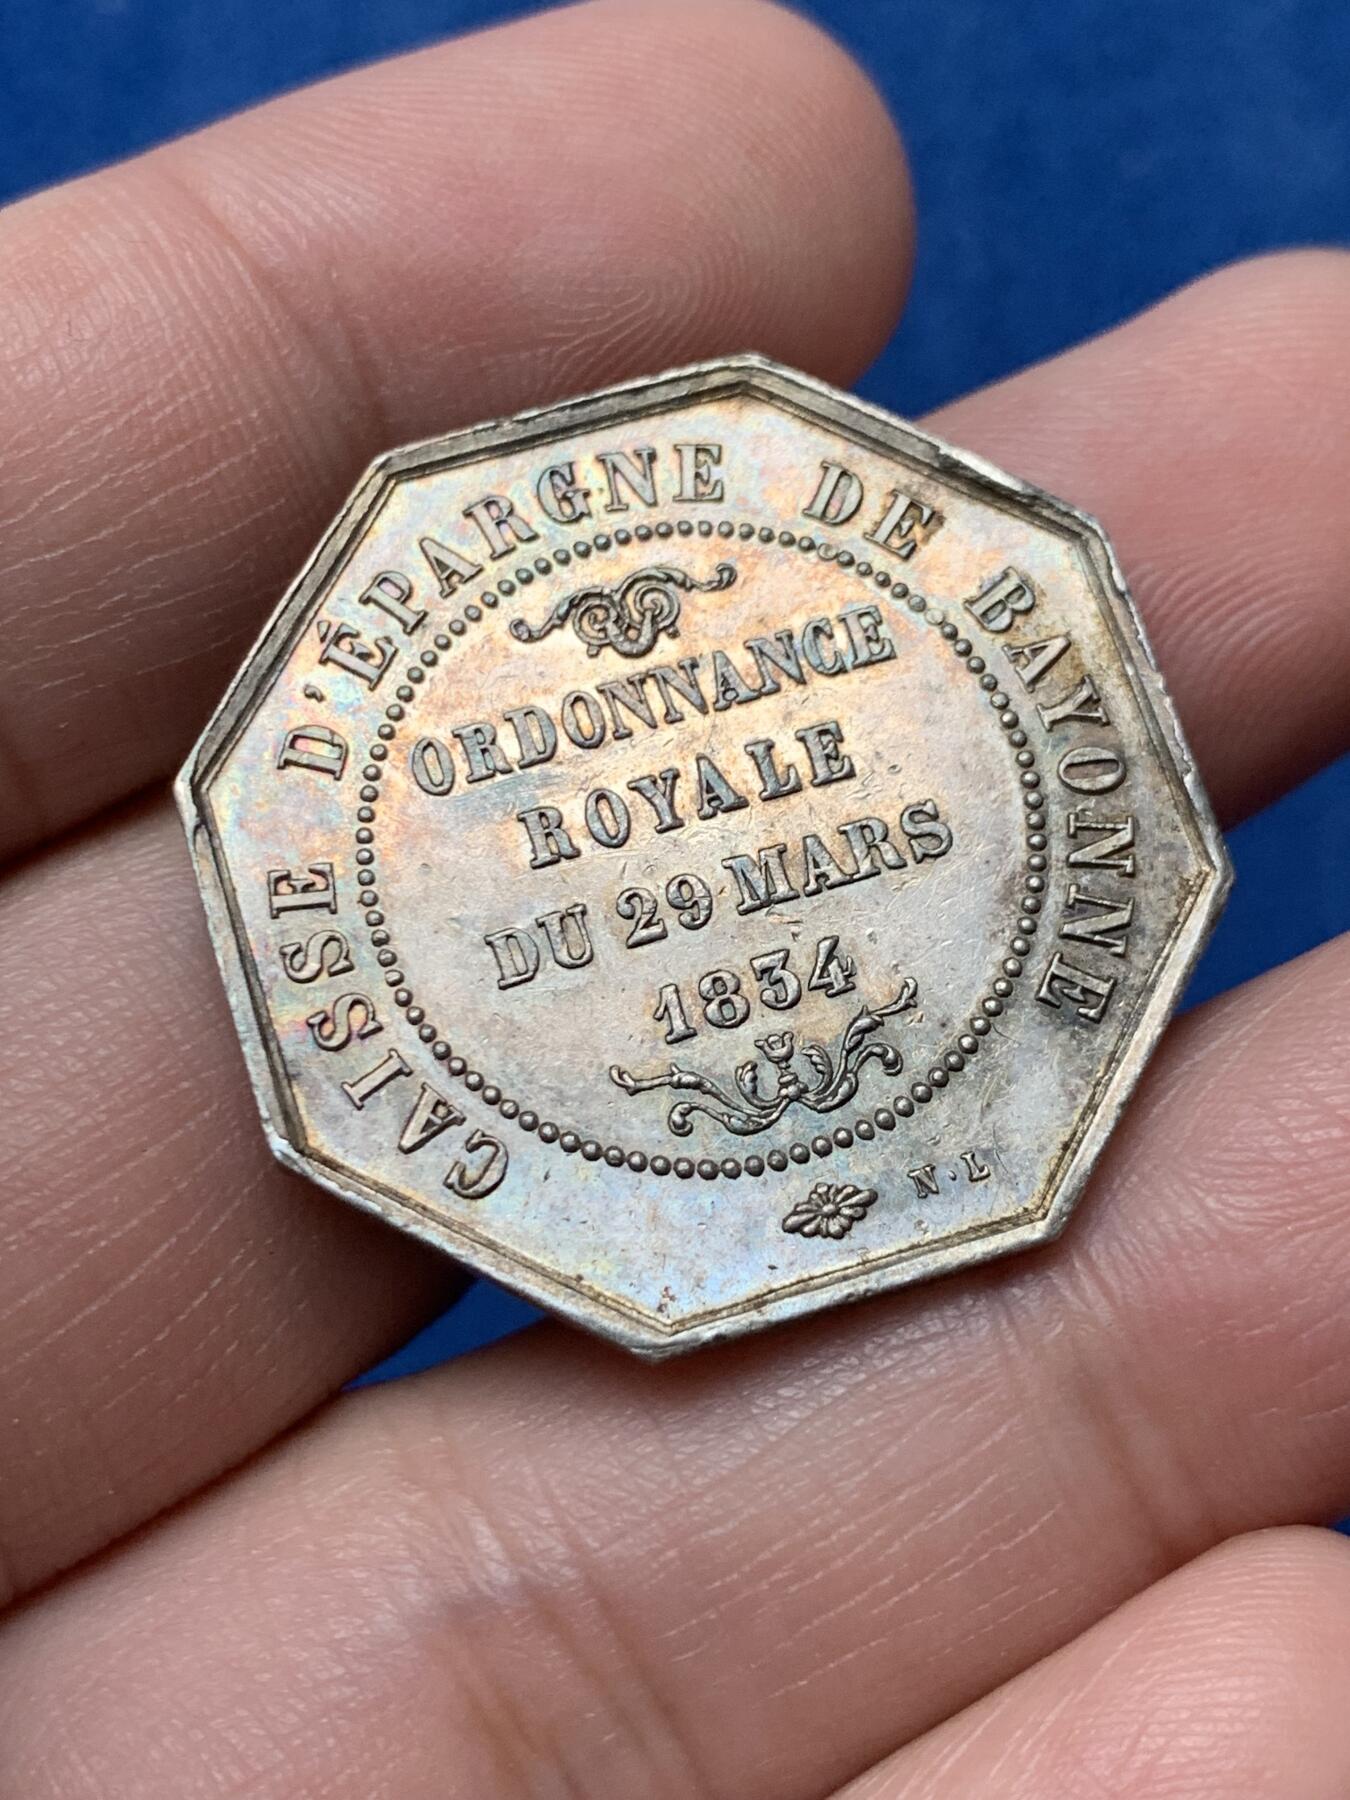 CAISSE D'ÉPARGNE DE BAYONNE
ORDONNANCE
ROYALE
DU 29 MARS
1834
N·L